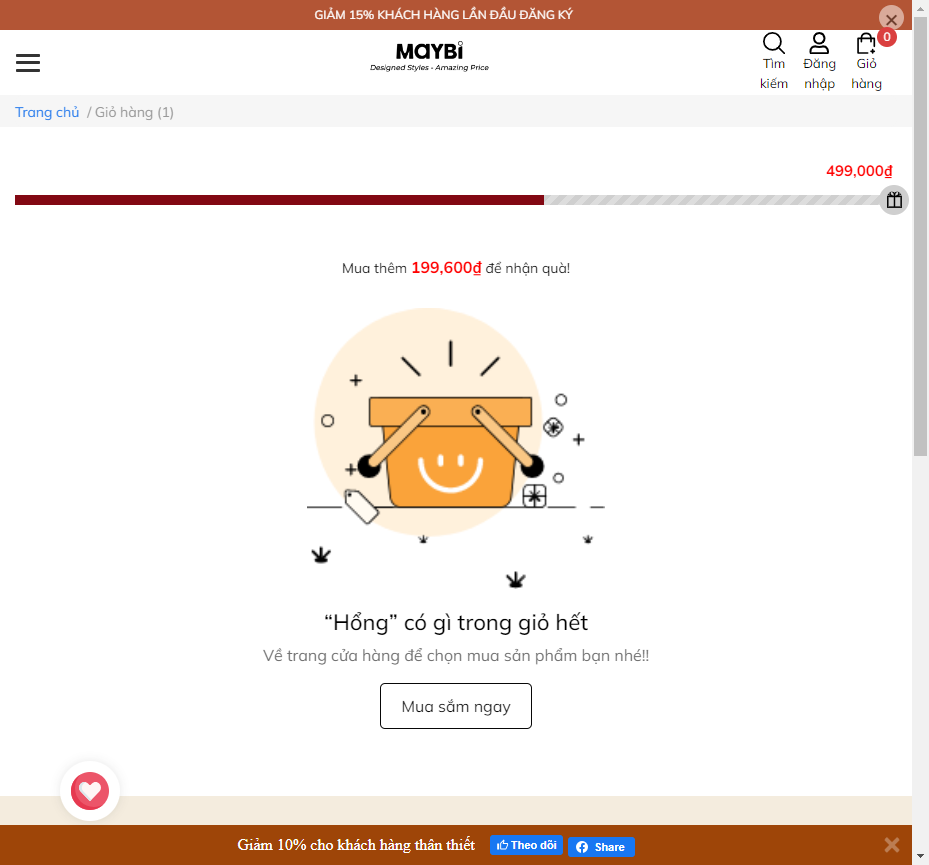 GIẢM 15% KHÁCH HÀNG LẦN ĐẦU ĐĂNG KÝ
MAYBI
Designed Styles - Amazing Price
Tìm kiếm
Đăng nhập
Giỏ hàng
0
Trang chủ / Giỏ hàng (1)
499,000₫
Mua thêm 199,600₫ để nhận quà!
“Hổng” có gì trong giỏ hết
Về trang cửa hàng để chọn mua sản phẩm bạn nhé!!
Mua sắm ngay
Giảm 10% cho khách hàng thân thiết
Theo dõi
Share